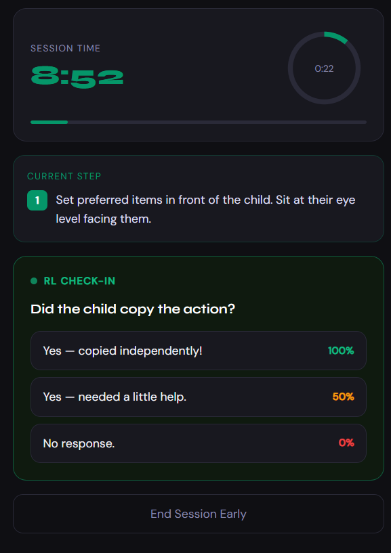 SESSION TIME
8:52
0:22
CURRENT STEP
1
Set preferred items in front of the child. Sit at their eye
level facing them.
RL CHECK-IN
Did the child copy the action?
Yes — copied independently!
100%
Yes — needed a little help.
50%
No response.
0%
End Session Early